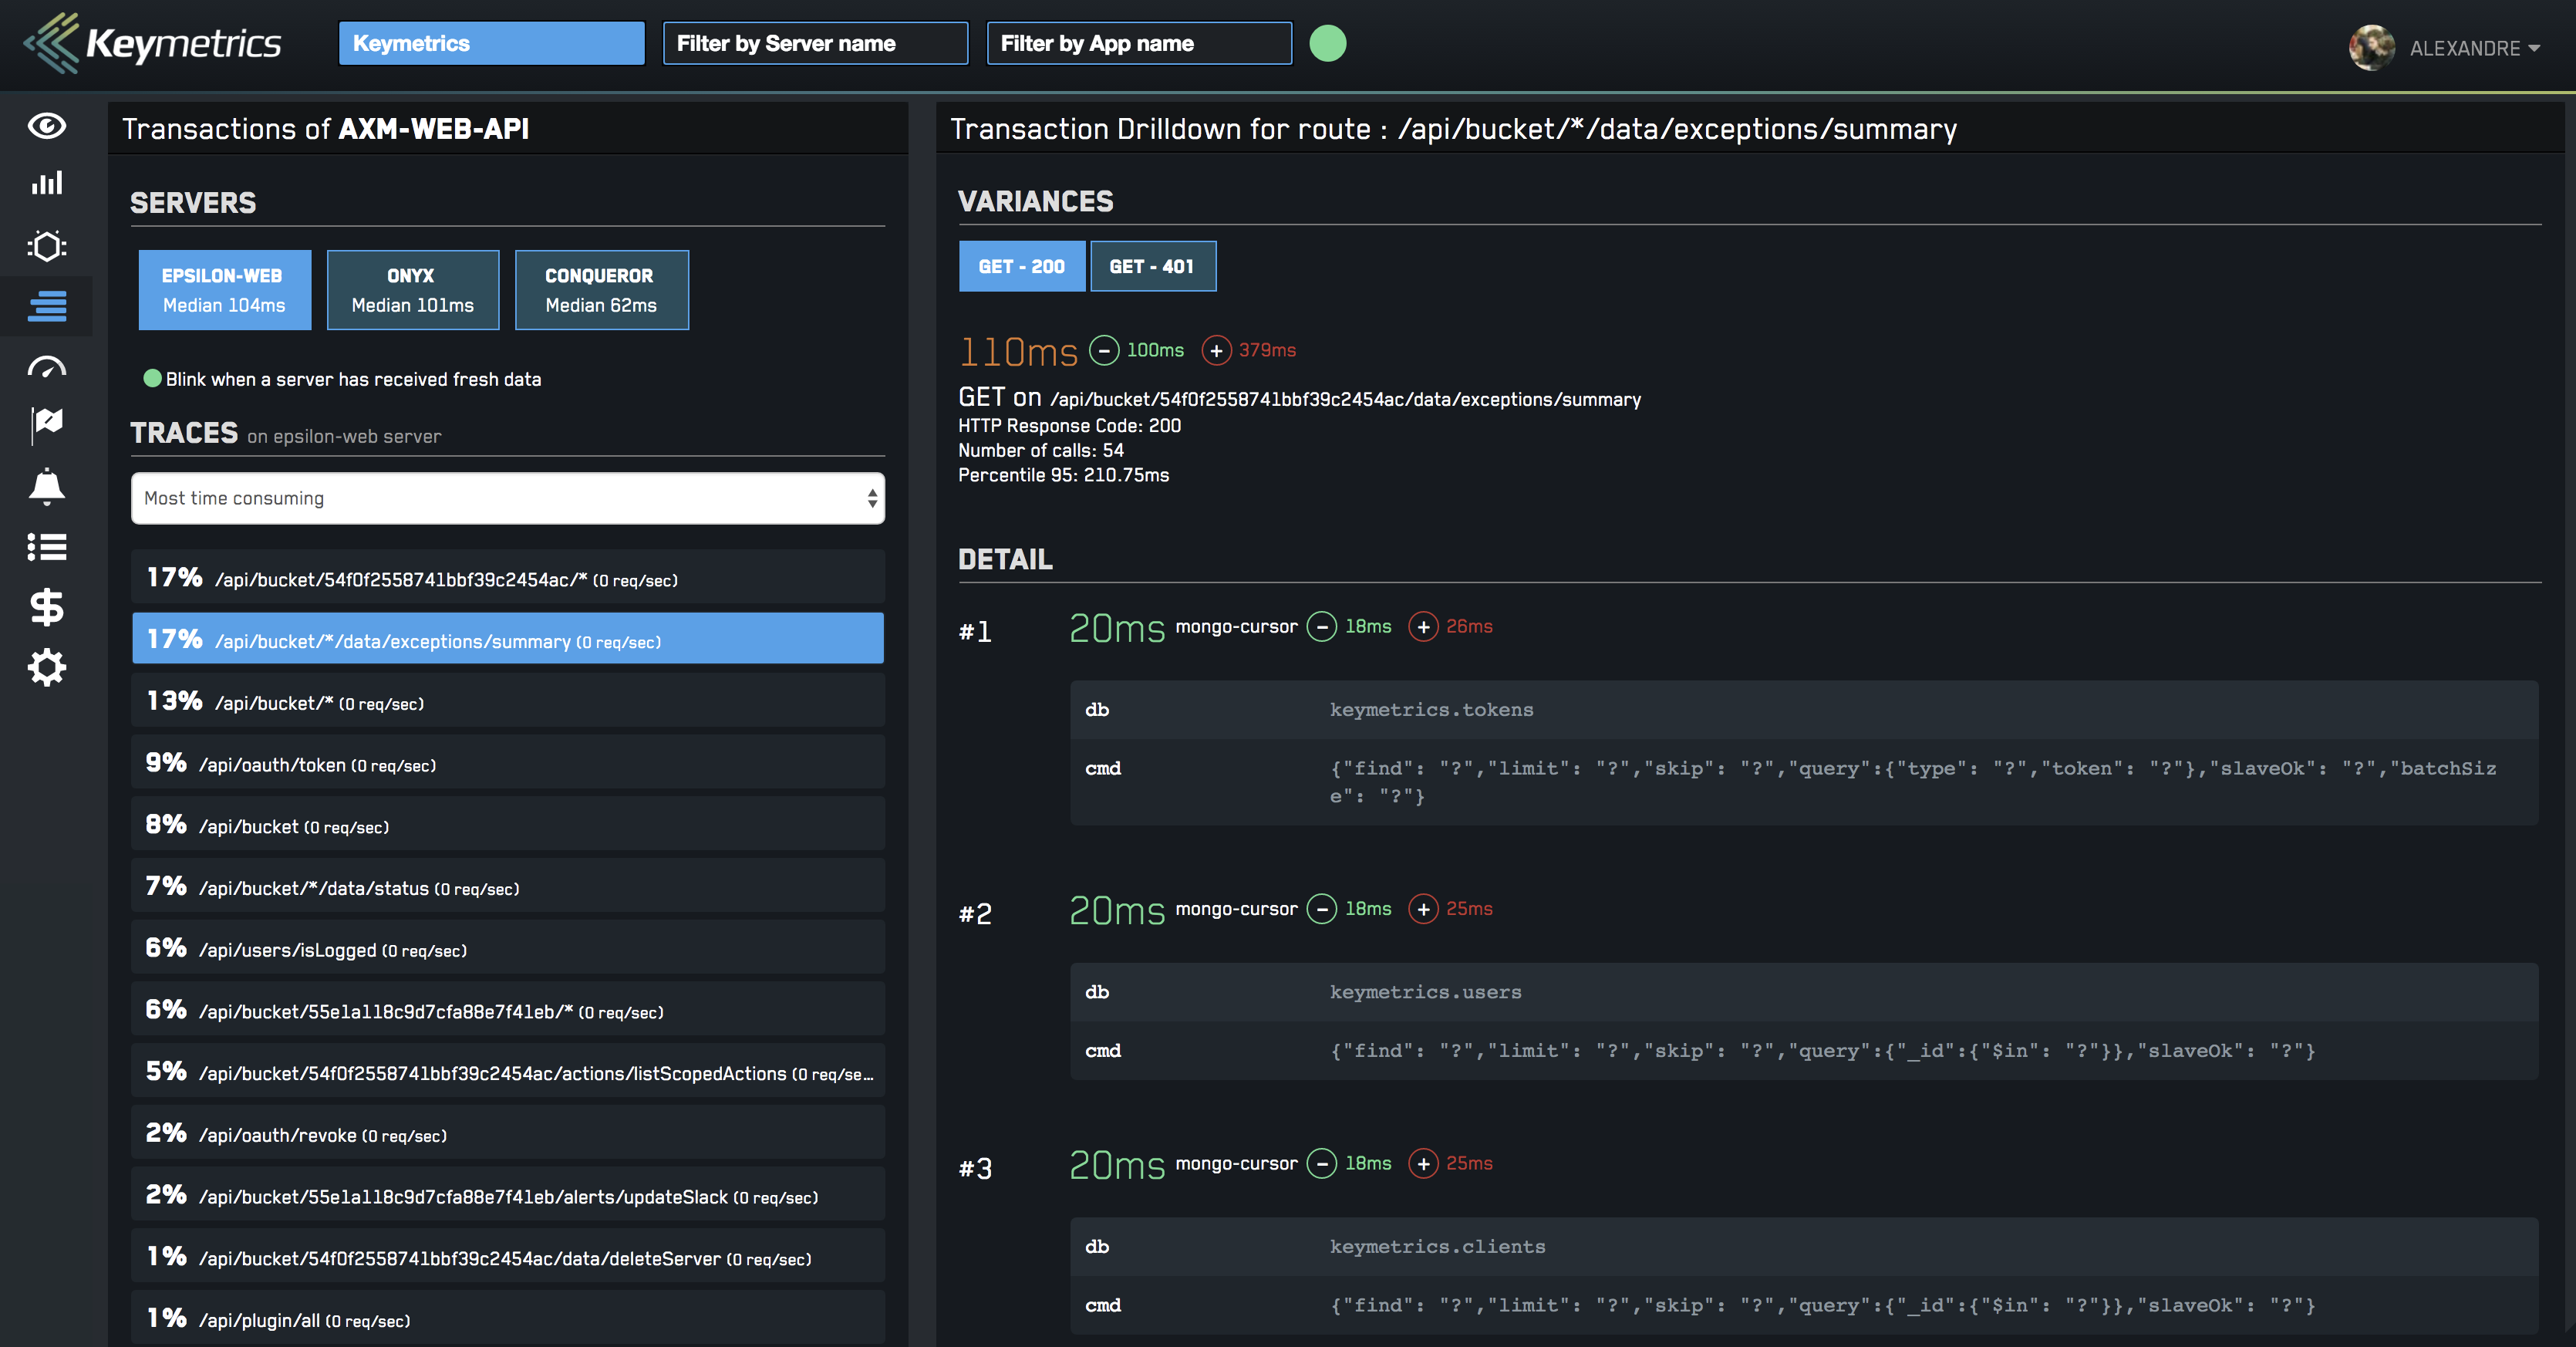 Keymetrics
Keymetrics
Filter by Server name
Filter by App name
ALEXANDRE
Transactions of AXM-WEB-API
SERVERS
EPSILON-WEB
Median 104ms
ONYX
Median 101ms
CONQUEROR
Median 62ms
Blink when a server has received fresh data
TRACES on epsilon-web server
Most time consuming
17% /api/bucket/54f0f2558741bbf39c2454ac/* (0 req/sec)
17% /api/bucket/*/data/exceptions/summary (0 req/sec)
13% /api/bucket/* (0 req/sec)
9% /api/oauth/token (0 req/sec)
8% /api/bucket (0 req/sec)
7% /api/bucket/*/data/status (0 req/sec)
6% /api/users/isLogged (0 req/sec)
6% /api/bucket/55e1a118c9d7cfa88e7f41eb/* (0 req/sec)
5% /api/bucket/54f0f2558741bbf39c2454ac/actions/listScopedActions (0 req/se...
2% /api/oauth/revoke (0 req/sec)
2% /api/bucket/55e1a118c9d7cfa88e7f41eb/alerts/updateSlack (0 req/sec)
1% /api/bucket/54f0f2558741bbf39c2454ac/data/deleteServer (0 req/sec)
1% /api/plugin/all (0 req/sec)
Transaction Drilldown for route : /api/bucket/*/data/exceptions/summary
VARIANCES
GET - 200
GET - 401
110ms - 100ms + 379ms
GET on /api/bucket/54f0f2558741bbf39c2454ac/data/exceptions/summary
HTTP Response Code: 200
Number of calls: 54
Percentile 95: 210.75ms
DETAIL
#1 20ms mongo-cursor - 18ms + 26ms
db keymetrics.tokens
cmd {"find": "?","limit": "?","skip": "?","query":{"type": "?","token": "?"},"slaveOk": "?","batchSiz
e": "?"}
#2 20ms mongo-cursor - 18ms + 25ms
db keymetrics.users
cmd {"find": "?","limit": "?","skip": "?","query":{"_id":{"$in": "?"}},"slaveOk": "?"}
#3 20ms mongo-cursor - 18ms + 25ms
db keymetrics.clients
cmd {"find": "?","limit": "?","skip": "?","query":{"_id":{"$in": "?"}},"slaveOk": "?"}